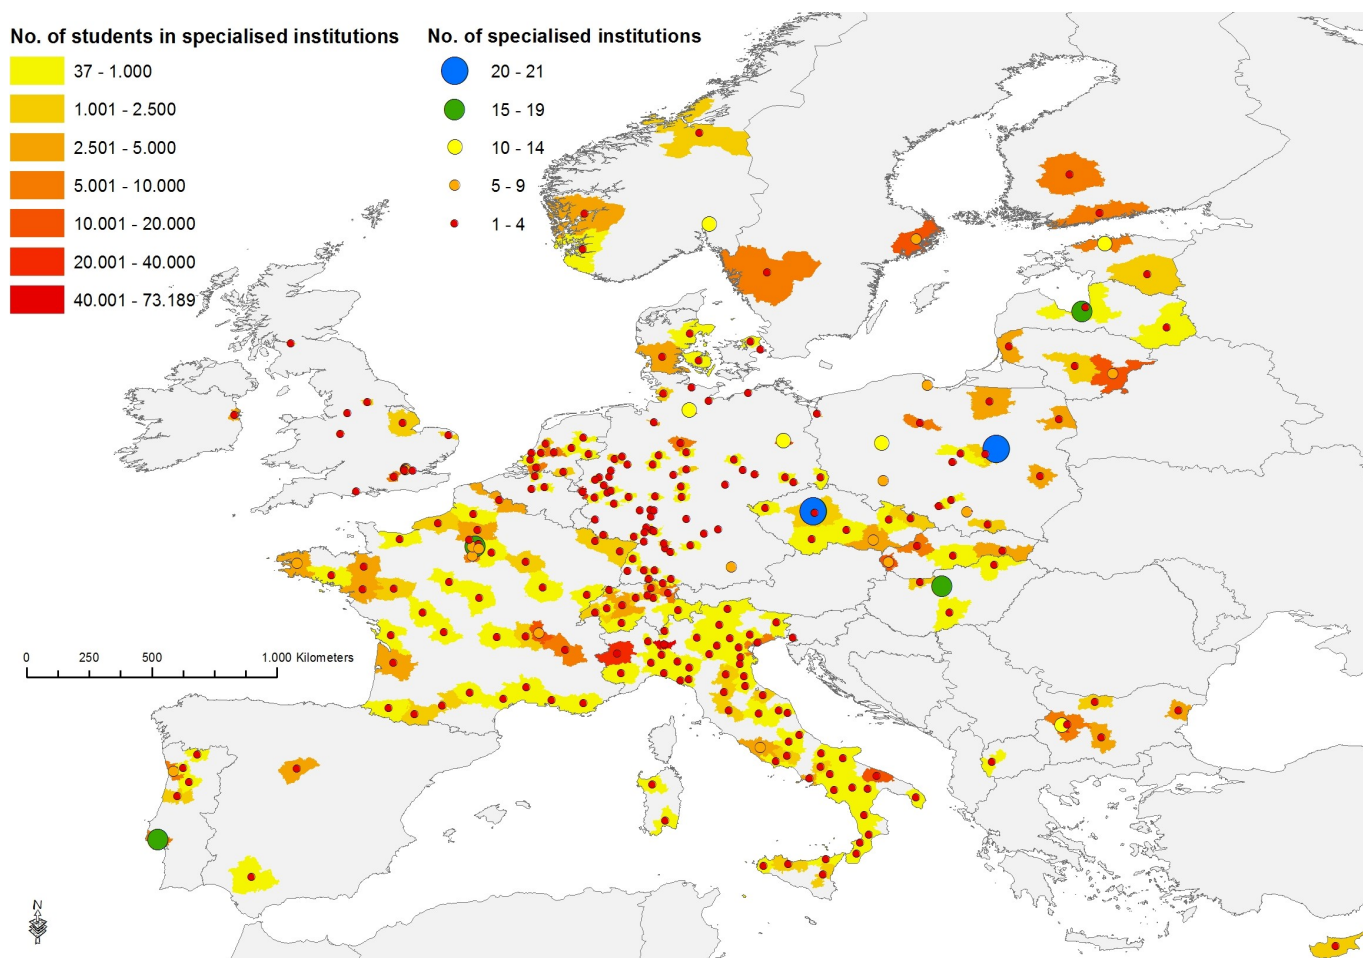 No. of students in specialised institutions
37 - 1.000
1.001 - 2.500
2.501 - 5.000
5.001 - 10.000
10.001 - 20.000
20.001 - 40.000
40.001 - 73.189
No. of specialised institutions
20 - 21
15 - 19
10 - 14
5 - 9
1 - 4
0 250 500 1.000 Kilometers
N